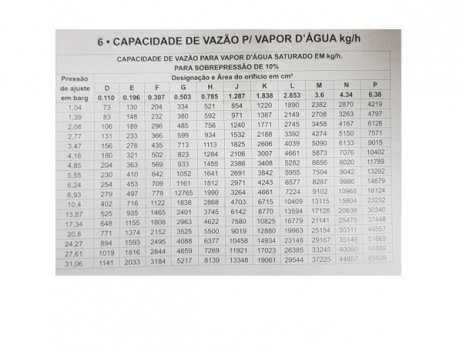 6 • CAPACIDADE DE VAZÃO P/ VAPOR D'ÁGUA kg/h
CAPACIDADE DE VAZÃO PARA VAPOR D'ÁGUA SATURADO EM kg/h.
PARA SOBREPRESSÃO DE 10%
Pressão de ajuste em barg Designação e Área do orifício em cm²
D E F G H J K L M N P
0.110 0.196 0.307 0.503 0.785 1.287 1.838 2.853 3.6 4.34 6.38
1,04 73 130 204 334 521 854 1220 1890 2382 2870 4219
1,39 83 148 232 380 592 971 1387 2149 2708 3263 4797
2,08 106 189 296 485 756 1240 1771 2745 3458 4167 6126
2,77 131 233 366 599 934 1532 2188 3392 4274 5150 7571
3,47 156 278 435 713 1113 1825 2606 4039 5090 6133 9015
4,16 180 321 502 823 1284 2106 3007 4661 5873 7076 10402
4,85 204 363 569 933 1455 2386 3408 5282 6656 8020 11789
5,55 230 410 642 1052 1641 2691 3842 5955 7504 9042 13292
6,24 254 453 709 1161 1812 2971 4243 6577 8287 9986 14679
6,93 279 497 779 12765 1990 3264 4661 7224 9102 10968 16124
10,4 402 716 1122 1838 2868 4703 6715 10409 13115 15804 23232
13,87 525 935 1465 2401 3745 6142 8770 13594 17128 20639 30340
17,34 648 1155 1808 2963 4622 7580 10825 16779 21141 25475 37448
20,8 771 1374 2152 3525 5500 9019 12880 19963 25154 30311 44557
24,27 894 1593 2495 4088 6377 10458 14934 23148 29167 35146 51665
27,61 1019 1816 2844 4659 7269 11921 17023 26385 33245 40060
31,06 1141 2033 3184 5217 8139 13348 19061 29544 37225 44857